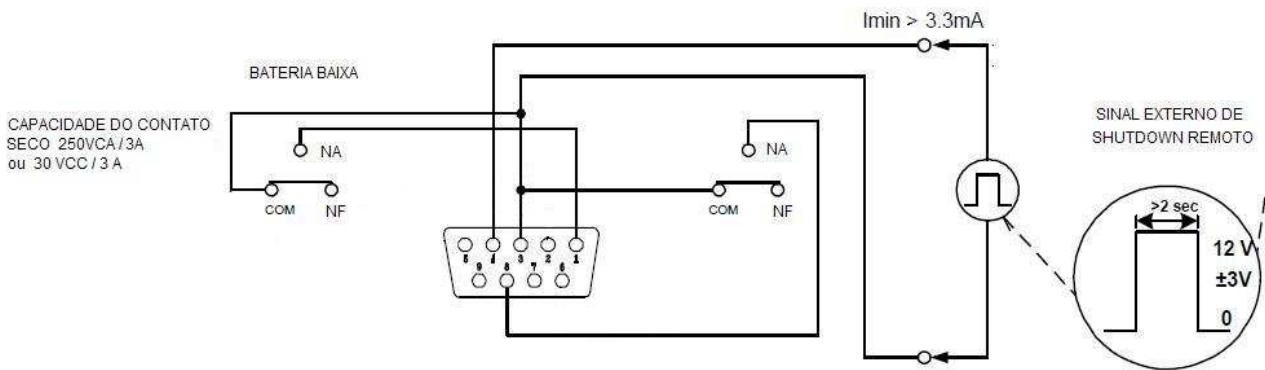 Imin > 3.3mA
BATERIA BAIXA
CAPACIDADE DO CONTATO
SECO 250VCA / 3A
ou 30 VCC / 3 A
NA
COM
NF
NA
COM
NF
SINAL EXTERNO DE
SHUTDOWN REMOTO
>2 sec
12 V
±3V
0
5 4 3 2 1
9 8 7 6